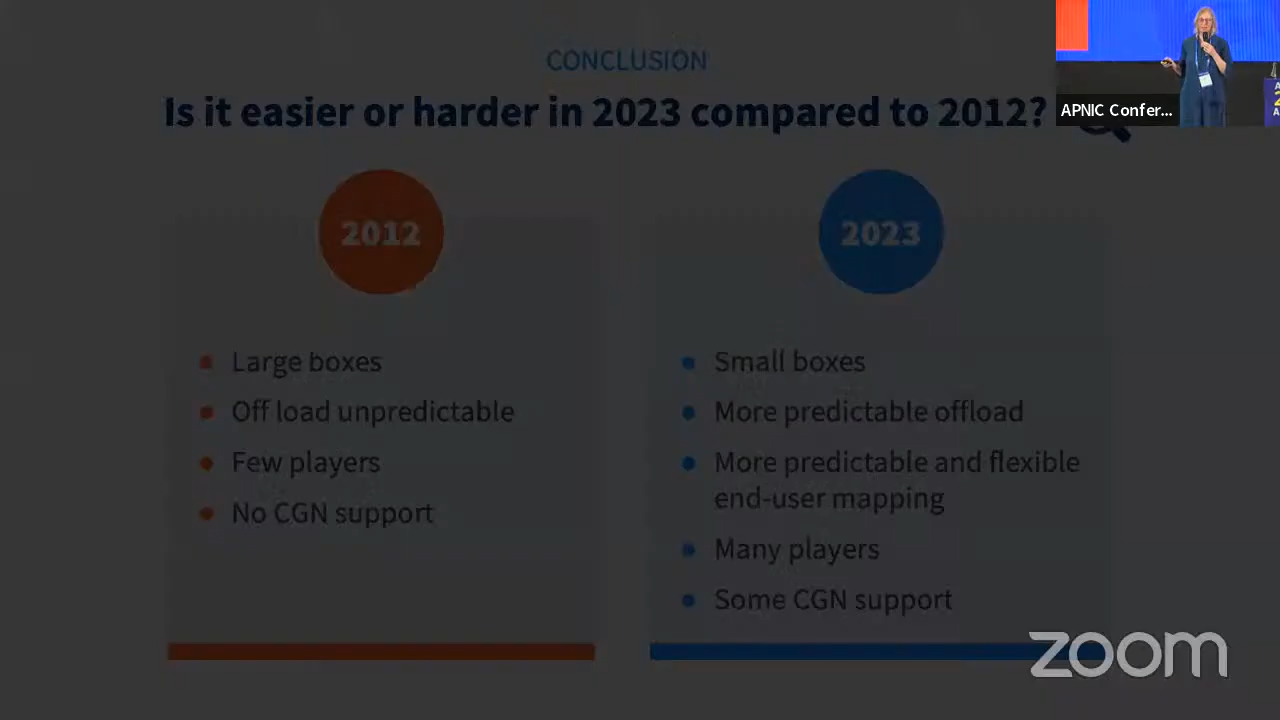 CONCLUSION
Is it easier or harder in 2023 compared to 2012?
APNIC Confer...
2012
Large boxes
Off load unpredictable
Few players
No CGN support
2023
Small boxes
More predictable offload
More predictable and flexible
end-user mapping
Many players
Some CGN support
zoom